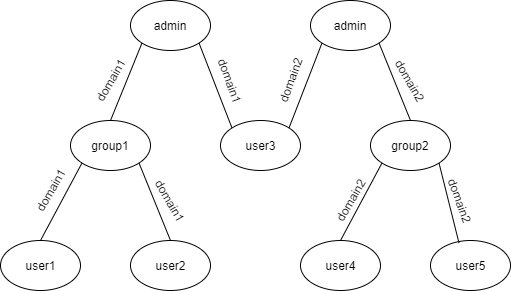 admin
admin
domain1
domain1
domain2
domain2
group1
user3
group2
domain1
domain1
domain2
domain2
user1
user2
user4
user5